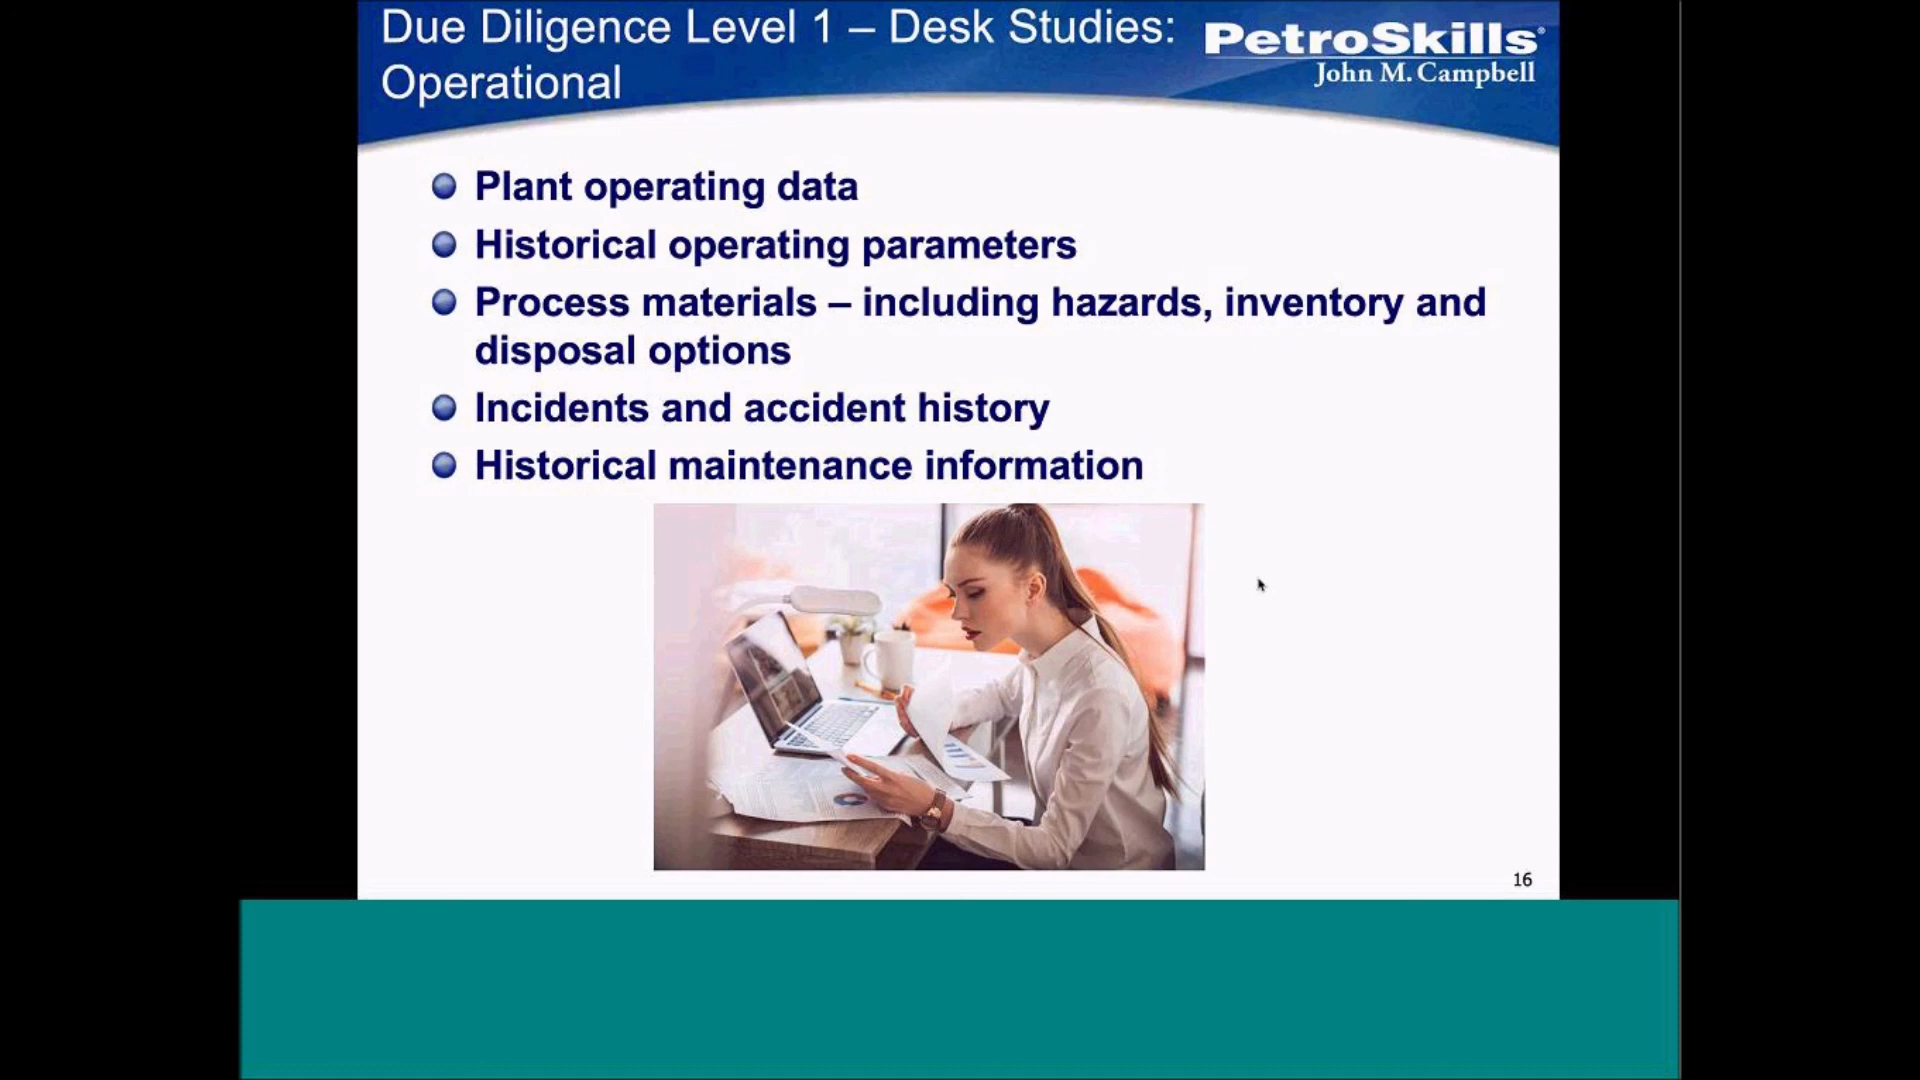 Due Diligence Level 1 – Desk Studies:
Operational
PetroSkills®
John M. Campbell
Plant operating data
Historical operating parameters
Process materials – including hazards, inventory and
disposal options
Incidents and accident history
Historical maintenance information
16